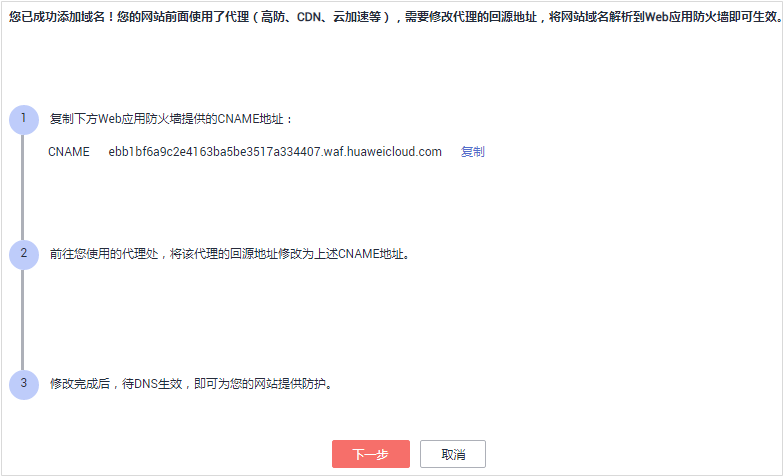 您已成功添加域名！您的网站前面使用了代理（高防、CDN、云加速等），需要修改代理的回源地址，将网站域名解析到Web应用防火墙即可生效。
1 复制下方Web应用防火墙提供的CNAME地址：
CNAME ebb1bf6a9c2e4163ba5be3517a334407.waf.huaweicloud.com 复制
2 前往您使用的代理处，将该代理的回源地址修改为上述CNAME地址。
3 修改完成后，待DNS生效，即可为您的网站提供防护。
下一步 取消